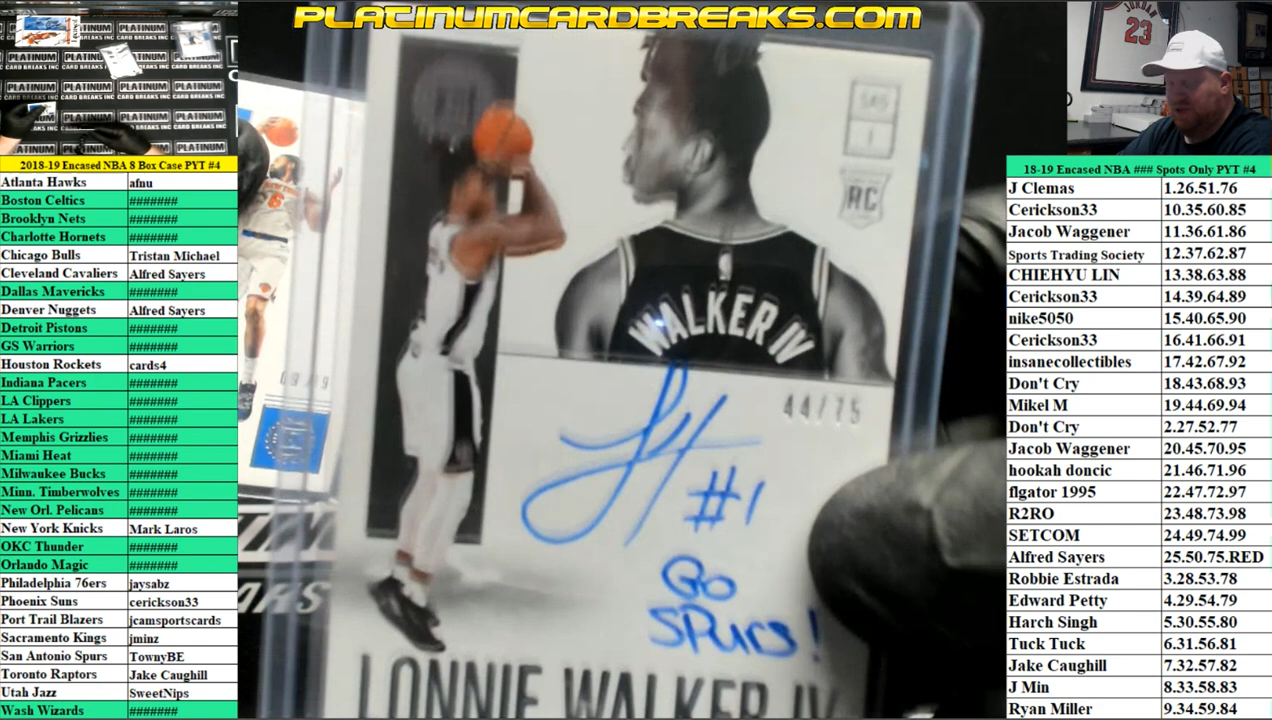 PLATINUMCARDBREAKS.COM
JORDAN
23
PLATINUM
CARD BREAKS INC
2018-19 Encased NBA 8 Box Case PYT #4
Atlanta Hawks afnu
Boston Celtics #######
Brooklyn Nets #######
Charlotte Hornets #######
Chicago Bulls Tristan Michael
Cleveland Cavaliers Alfred Sayers
Dallas Mavericks #######
Denver Nuggets Alfred Sayers
Detroit Pistons #######
GS Warriors #######
Houston Rockets cards4
Indiana Pacers #######
LA Clippers #######
LA Lakers #######
Memphis Grizzlies #######
Miami Heat #######
Milwaukee Bucks #######
Minn. Timberwolves #######
New Orl. Pelicans #######
New York Knicks Mark Laros
OKC Thunder #######
Orlando Magic #######
Philadelphia 76ers jaysabz
Phoenix Suns cerickson33
Port Trail Blazers jcamsportscards
Sacramento Kings jminz
San Antonio Spurs TownyBE
Toronto Raptors Jake Caughill
Utah Jazz SweetNips
Wash Wizards #######
SAS
1
RC
WALKER IV
44/75
#1
Go
Spurs!
LONNIE WALKER IV
18-19 Encased NBA ### Spots Only PYT #4
J Clemas 1.26.51.76
Cerickson33 10.35.60.85
Jacob Waggener 11.36.61.86
Sports Trading Society 12.37.62.87
CHIEHYU LIN 13.38.63.88
Cerickson33 14.39.64.89
nike5050 15.40.65.90
Cerickson33 16.41.66.91
insanecollectibles 17.42.67.92
Don't Cry 18.43.68.93
Mikel M 19.44.69.94
Don't Cry 2.27.52.77
Jacob Waggener 20.45.70.95
hookah doncic 21.46.71.96
flgator 1995 22.47.72.97
R2RO 23.48.73.98
SETCOM 24.49.74.99
Alfred Sayers 25.50.75.RED
Robbie Estrada 3.28.53.78
Edward Petty 4.29.54.79
Harch Singh 5.30.55.80
Tuck Tuck 6.31.56.81
Jake Caughill 7.32.57.82
J Min 8.33.58.83
Ryan Miller 9.34.59.84